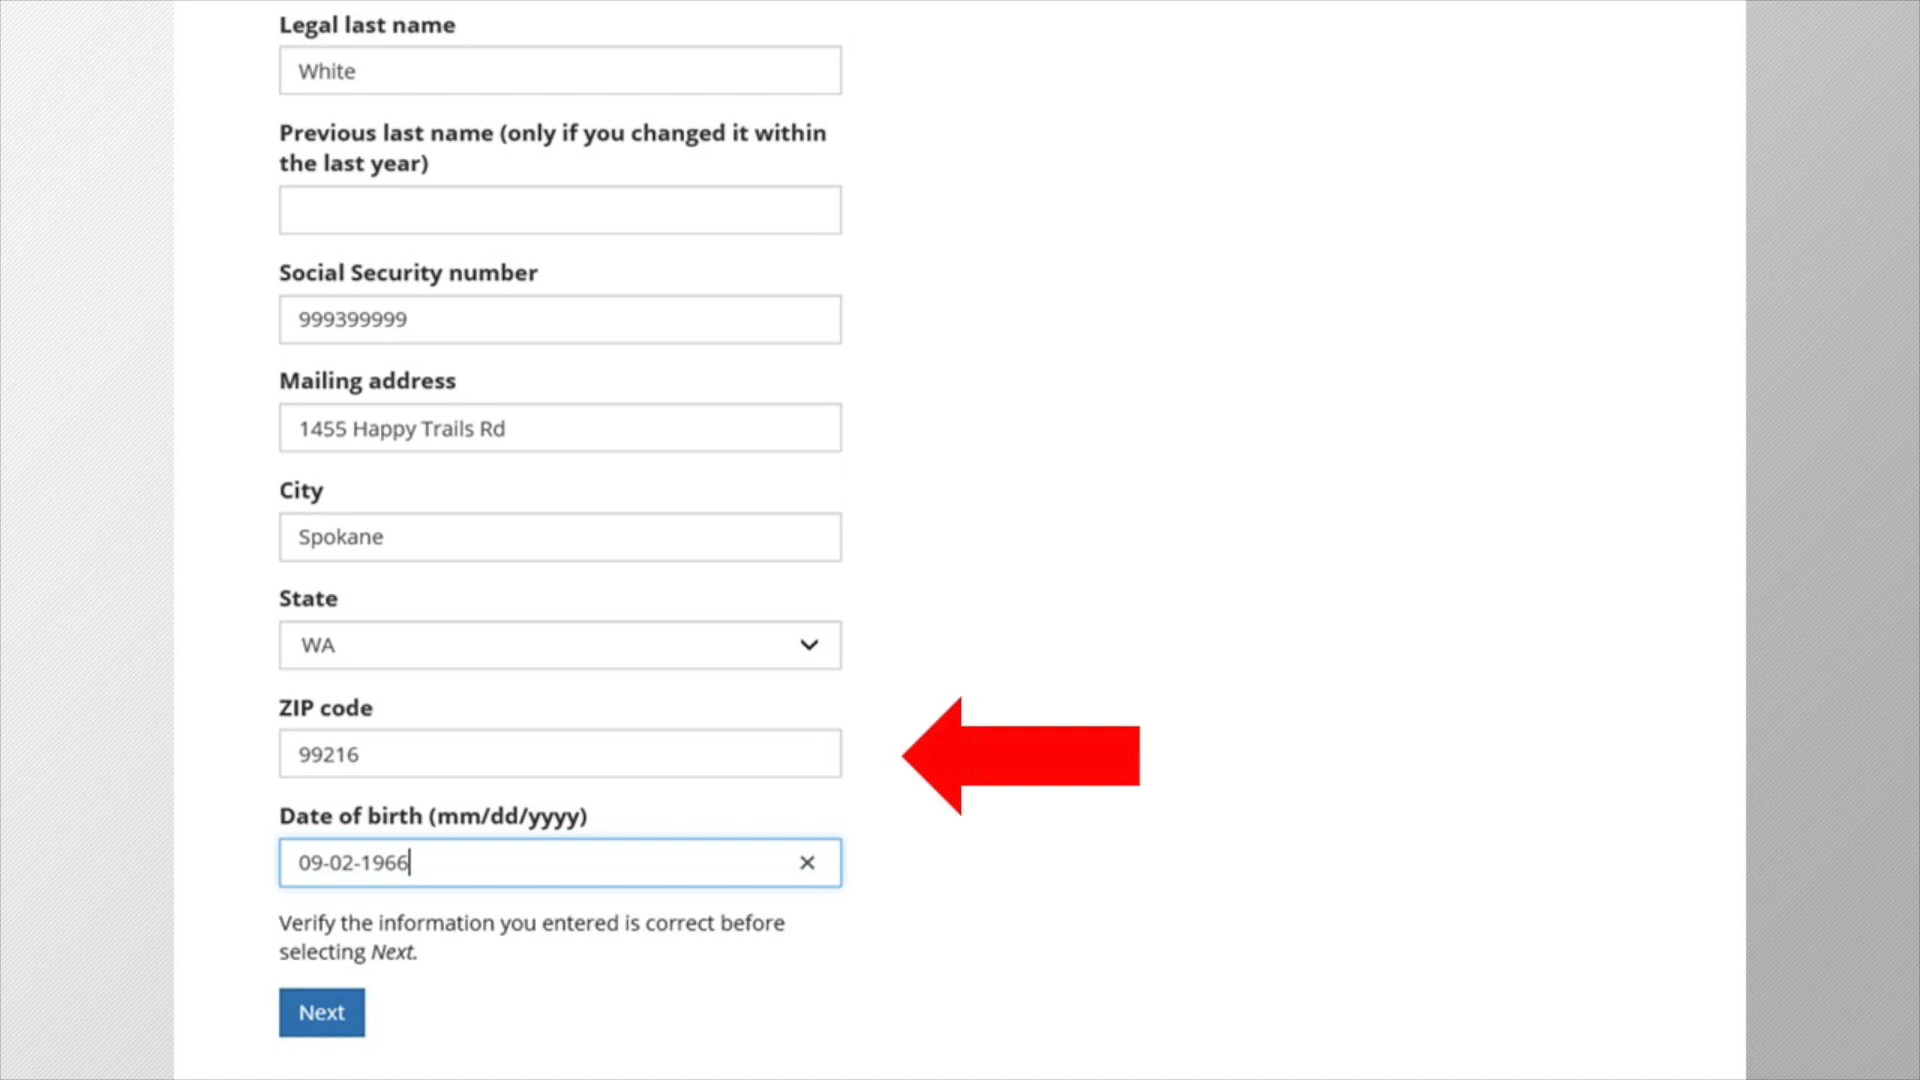 Legal last name
White
Previous last name (only if you changed it within
the last year)
Social Security number
999399999
Mailing address
1455 Happy Trails Rd
City
Spokane
State
WA
ZIP code
99216
Date of birth (mm/dd/yyyy)
09-02-1966
Verify the information you entered is correct before
selecting Next.
Next